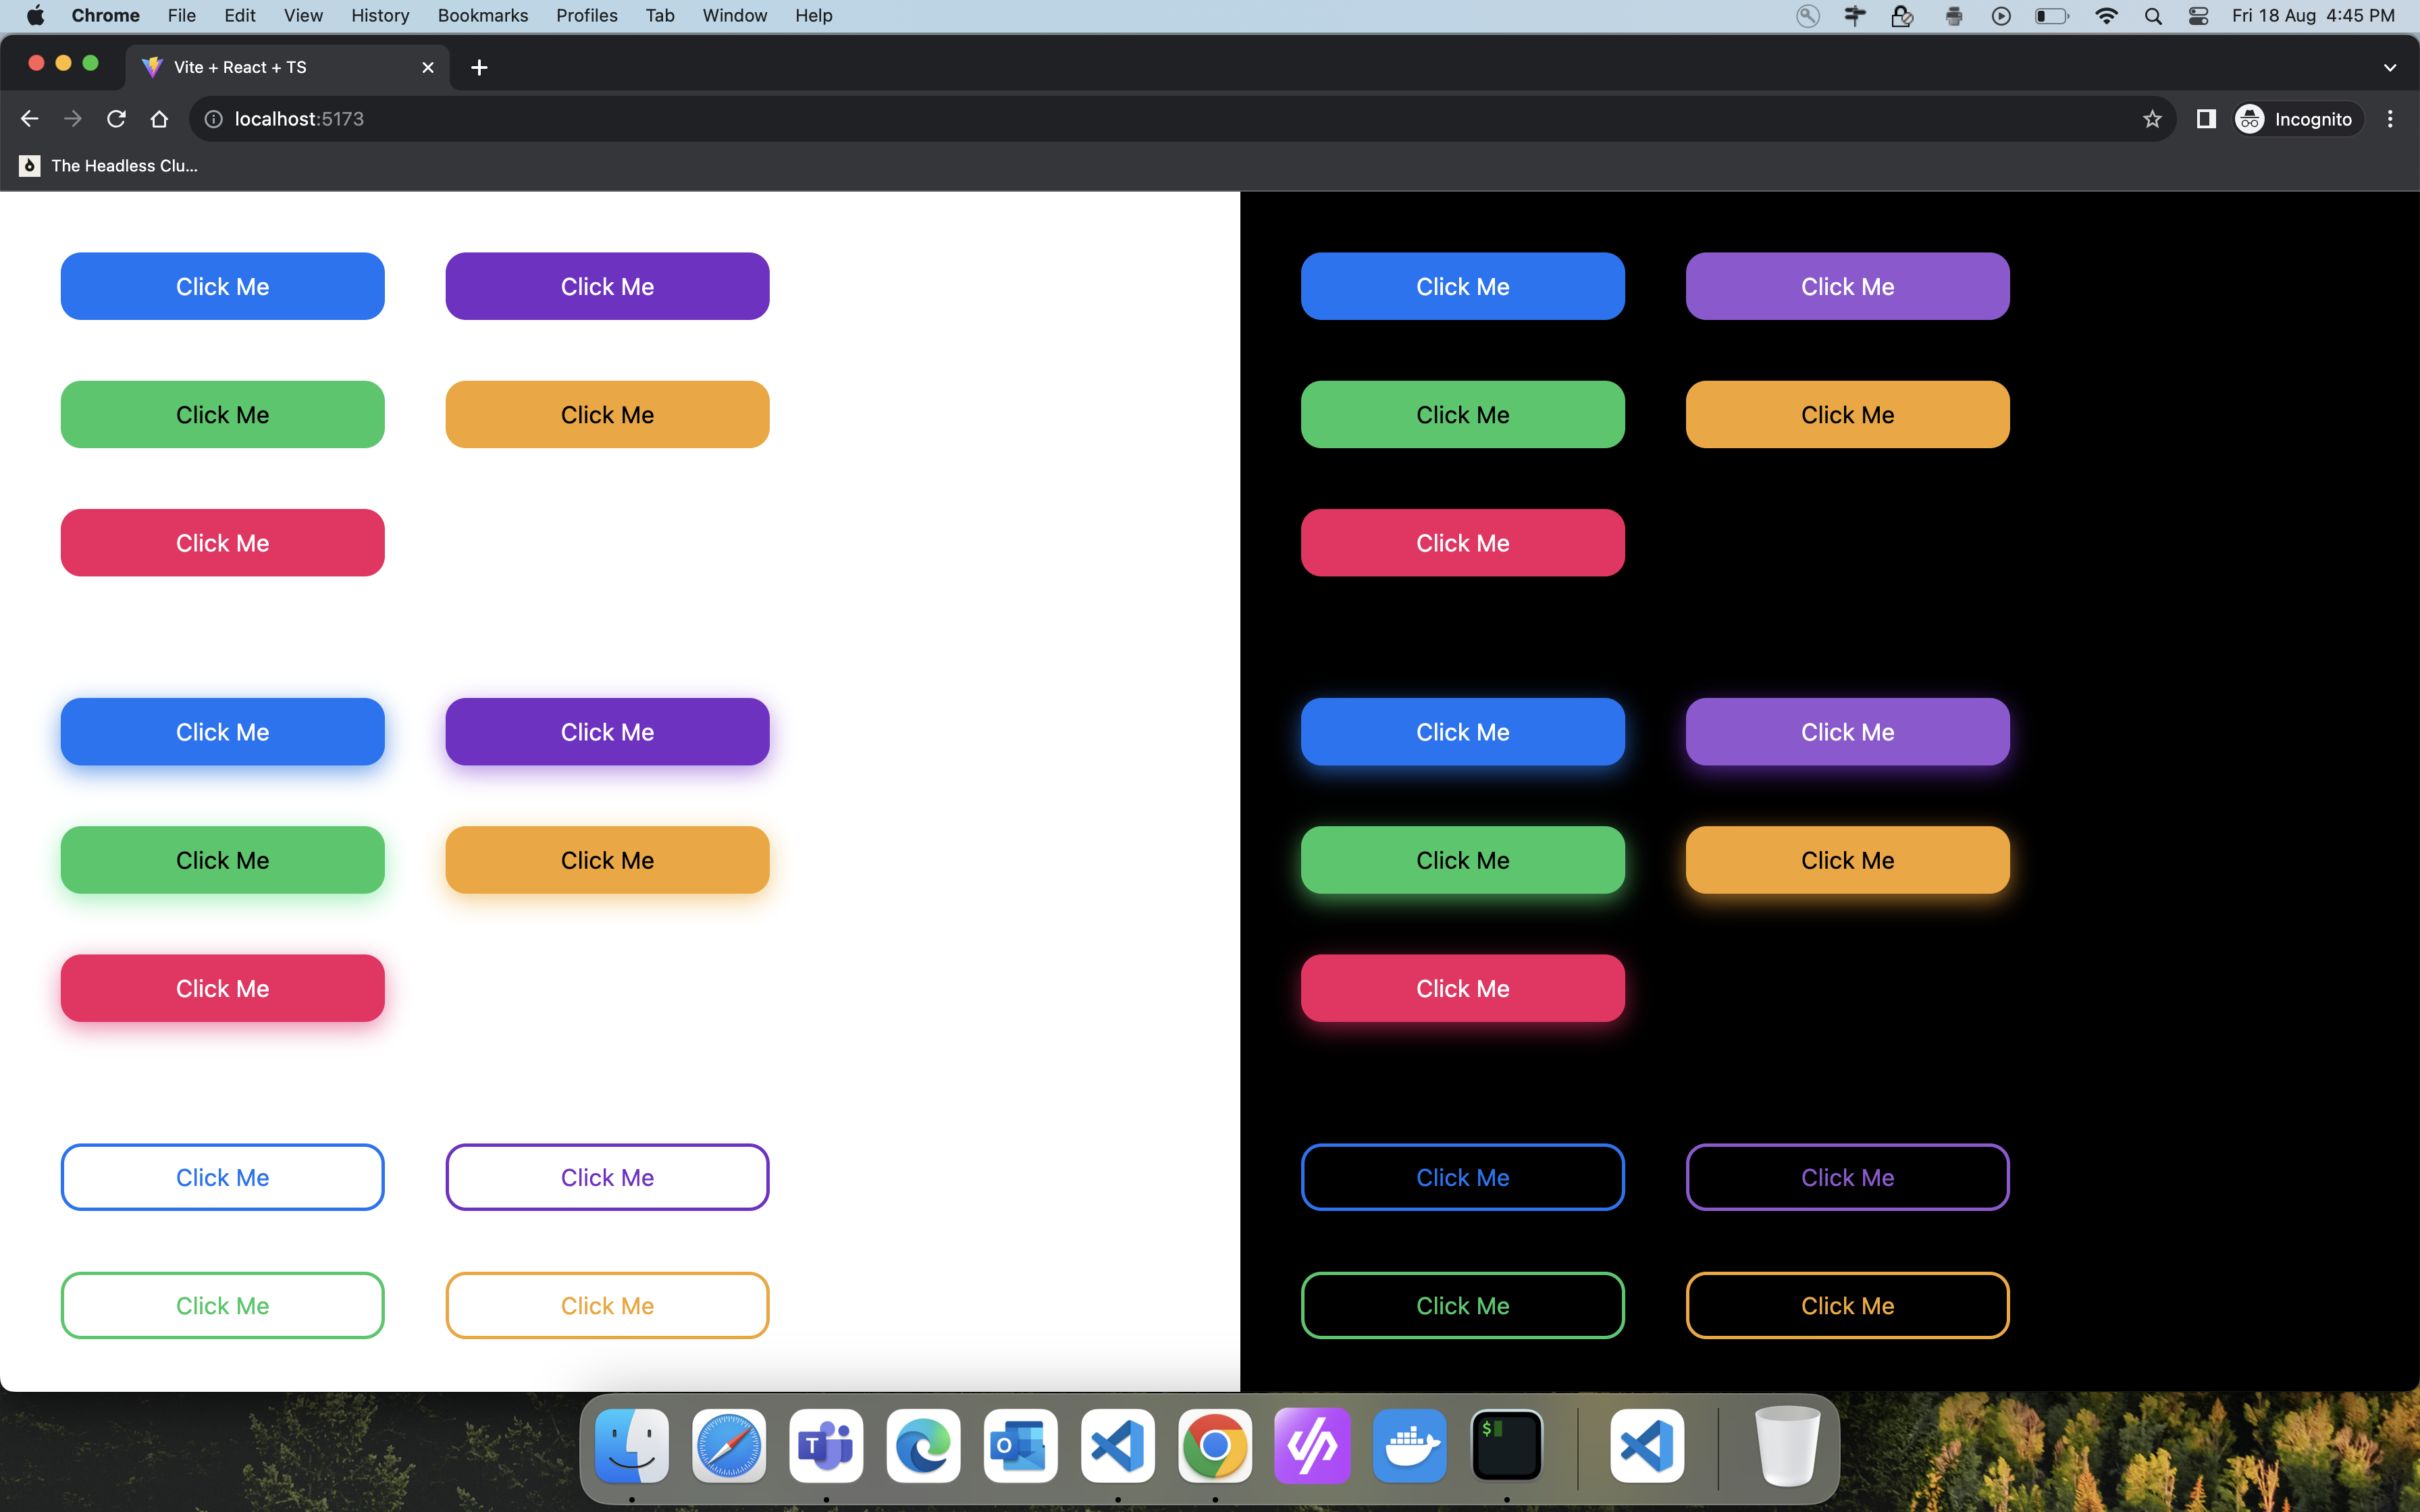 Chrome File Edit View History Bookmarks Profiles Tab Window Help Fri 18 Aug 4:45 PM
Vite + React + TS
localhost:5173 Incognito
The Headless Clu...
Click Me Click Me Click Me Click Me
Click Me Click Me Click Me Click Me
Click Me Click Me
Click Me Click Me Click Me Click Me
Click Me Click Me Click Me Click Me
Click Me Click Me
Click Me Click Me Click Me Click Me
Click Me Click Me Click Me Click Me
T O $